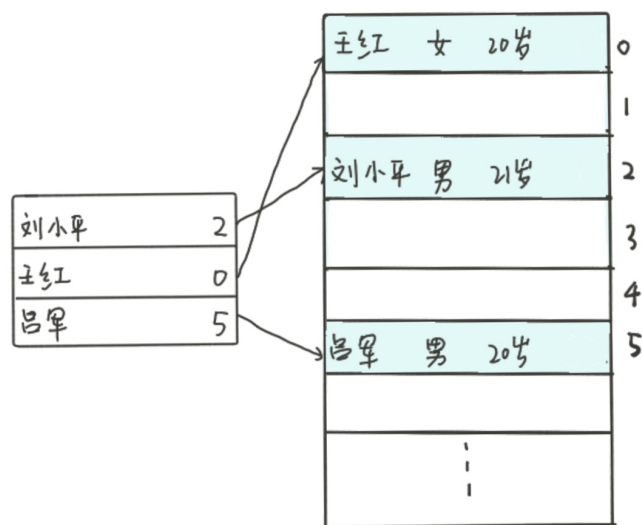 王红 女 20岁 0
1
刘小平 男 21岁 2
3
4
吕军 男 20岁 5
刘小平 2
王红 0
吕军 5